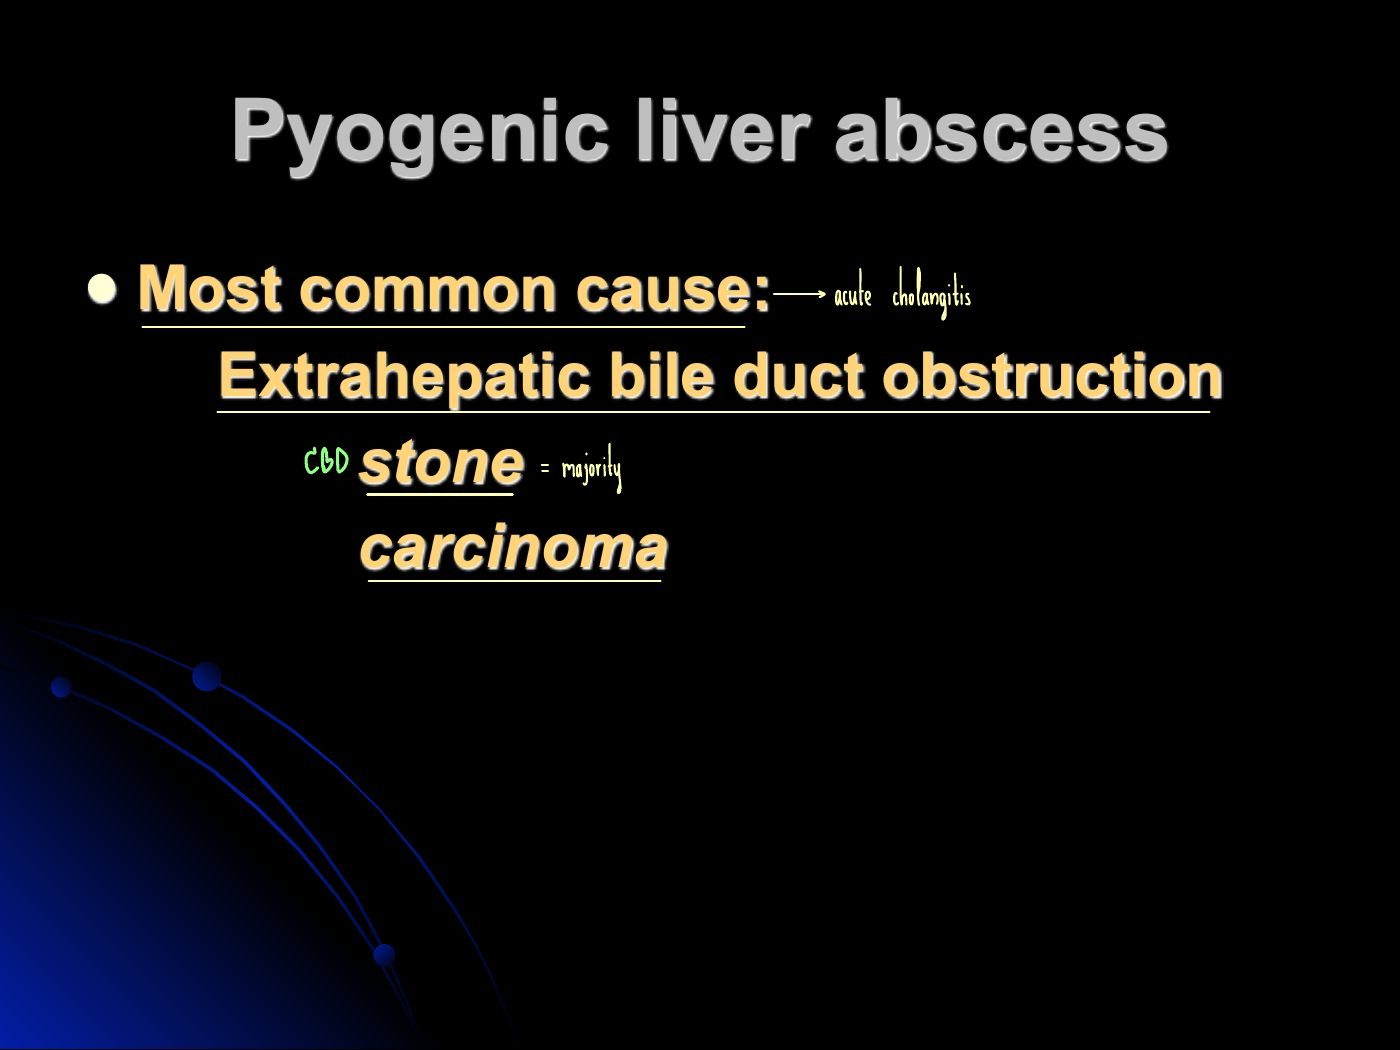 Pyogenic liver abscess
● Most common cause: → acute cholangitis
Extrahepatic bile duct obstruction
CBD stone = majority
carcinoma